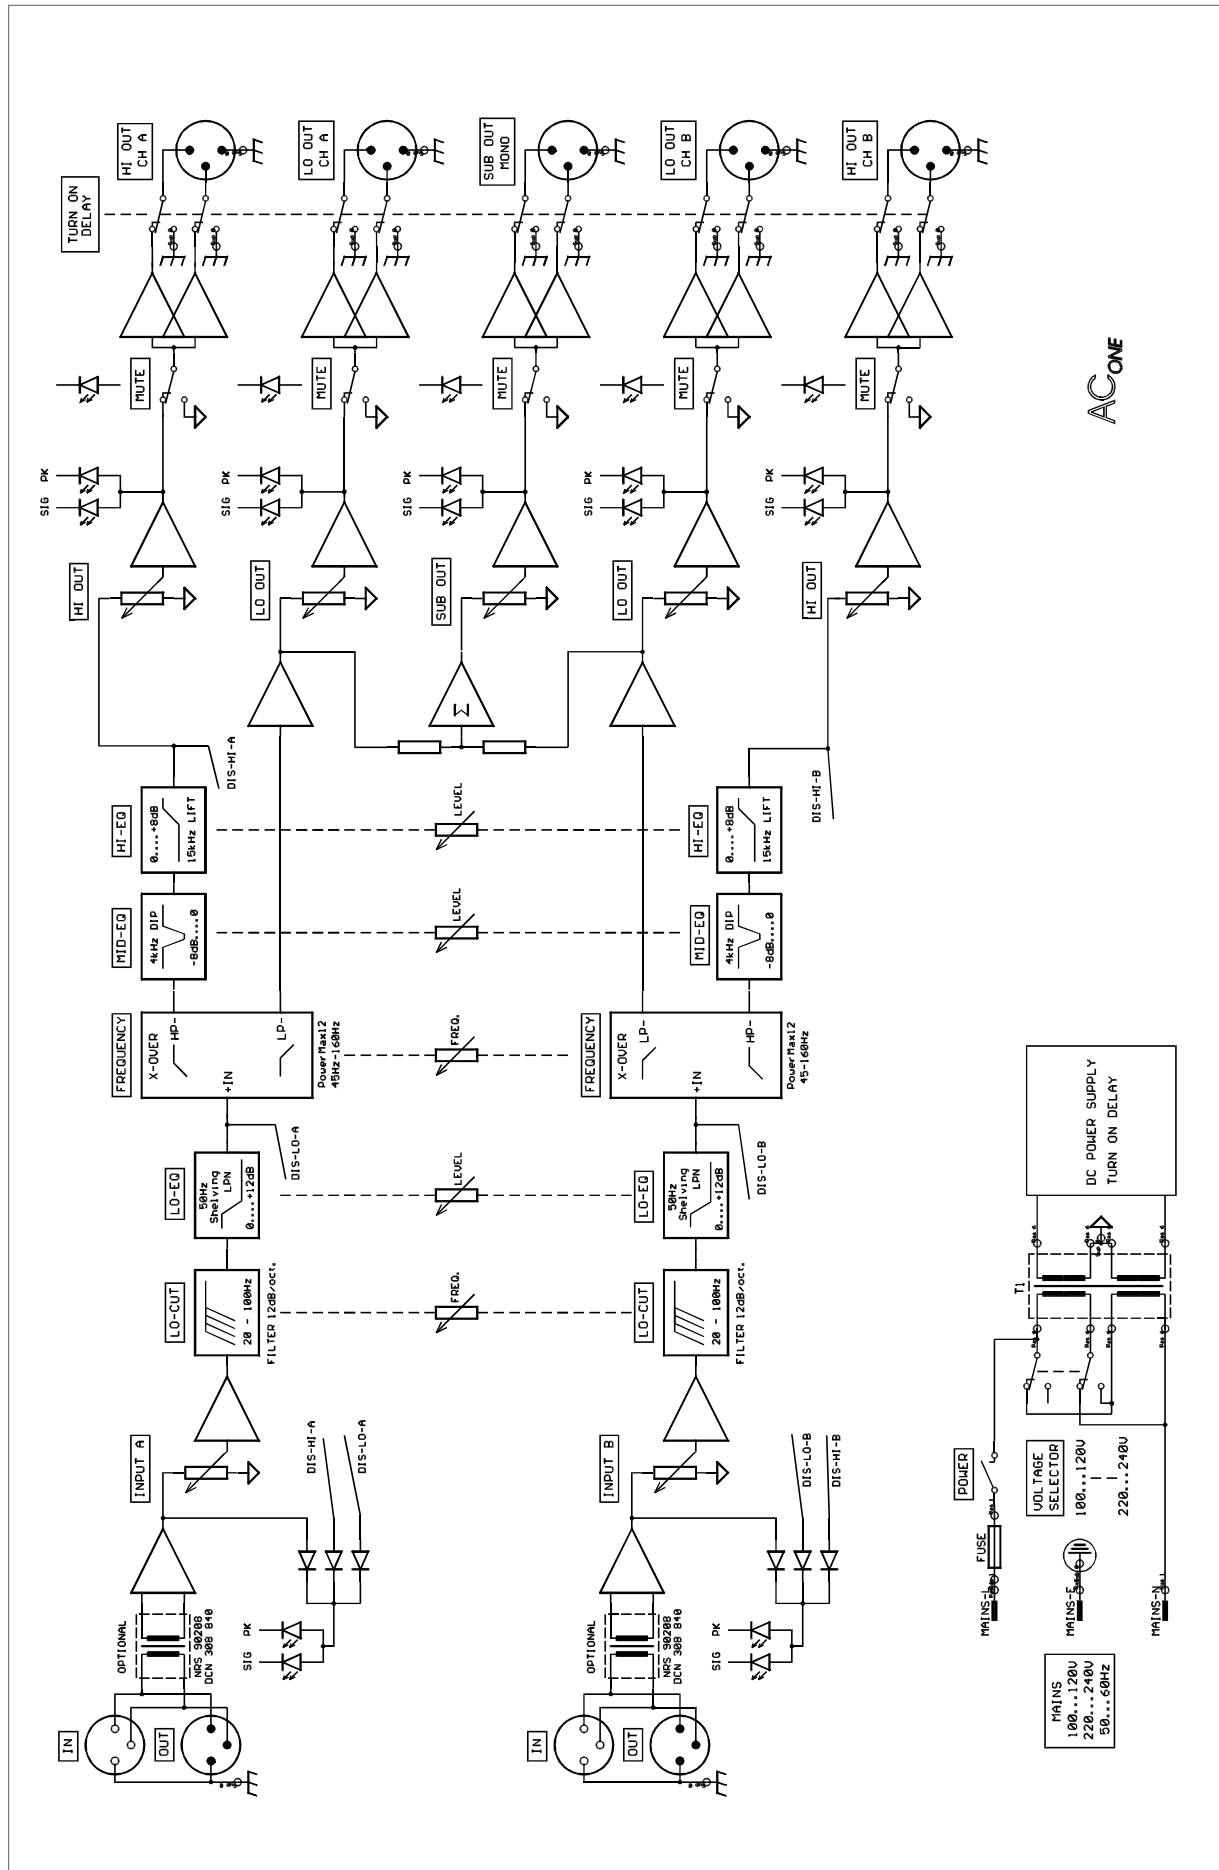 IN
OUT
OPTIONAL
NRS 90208
DCN 308 840
SIG
PK
INPUT A
DIS-HI-A
DIS-LO-A
LO-CUT
20 - 100Hz
FILTER 12dB/oct.
LO-EQ
50Hz
Shelving
LPN
0....+12dB
DIS-LO-A
FREQUENCY
X-OVER
HP-
+IN
LP-
PowerMax12
45Hz-160Hz
MID-EQ
4kHz DIP
-8dB....0
HI-EQ
0....+8dB
15kHz LIFT
DIS-HI-A
HI OUT
SIG
PK
MUTE
TURN ON
DELAY
HI OUT
CH A
LO OUT
SIG
PK
MUTE
LO OUT
CH A
FREQ.
LEVEL
FREQ.
LEVEL
LEVEL
Σ
SUB OUT
SIG
PK
MUTE
SUB OUT
MONO
IN
OUT
OPTIONAL
NRS 90208
DCN 308 840
SIG
PK
INPUT B
DIS-LO-B
DIS-HI-B
LO-CUT
20 - 100Hz
FILTER 12dB/oct.
LO-EQ
50Hz
Shelving
LPN
0....+12dB
DIS-LO-B
FREQUENCY
X-OVER
LP-
+IN
HP-
PowerMax12
45-160Hz
MID-EQ
4kHz DIP
-8dB....0
HI-EQ
0....+8dB
15kHz LIFT
DIS-HI-B
LO OUT
SIG
PK
MUTE
LO OUT
CH B
HI OUT
SIG
PK
MUTE
HI OUT
CH B
MAINS
100...120V
220...240V
50...60Hz
MAINS-L
MAINS-E
MAINS-N
FUSE
POWER
VOLTAGE
SELECTOR
100...120V
220...240V
T1
DC POWER SUPPLY
TURN ON DELAY
AC ONE